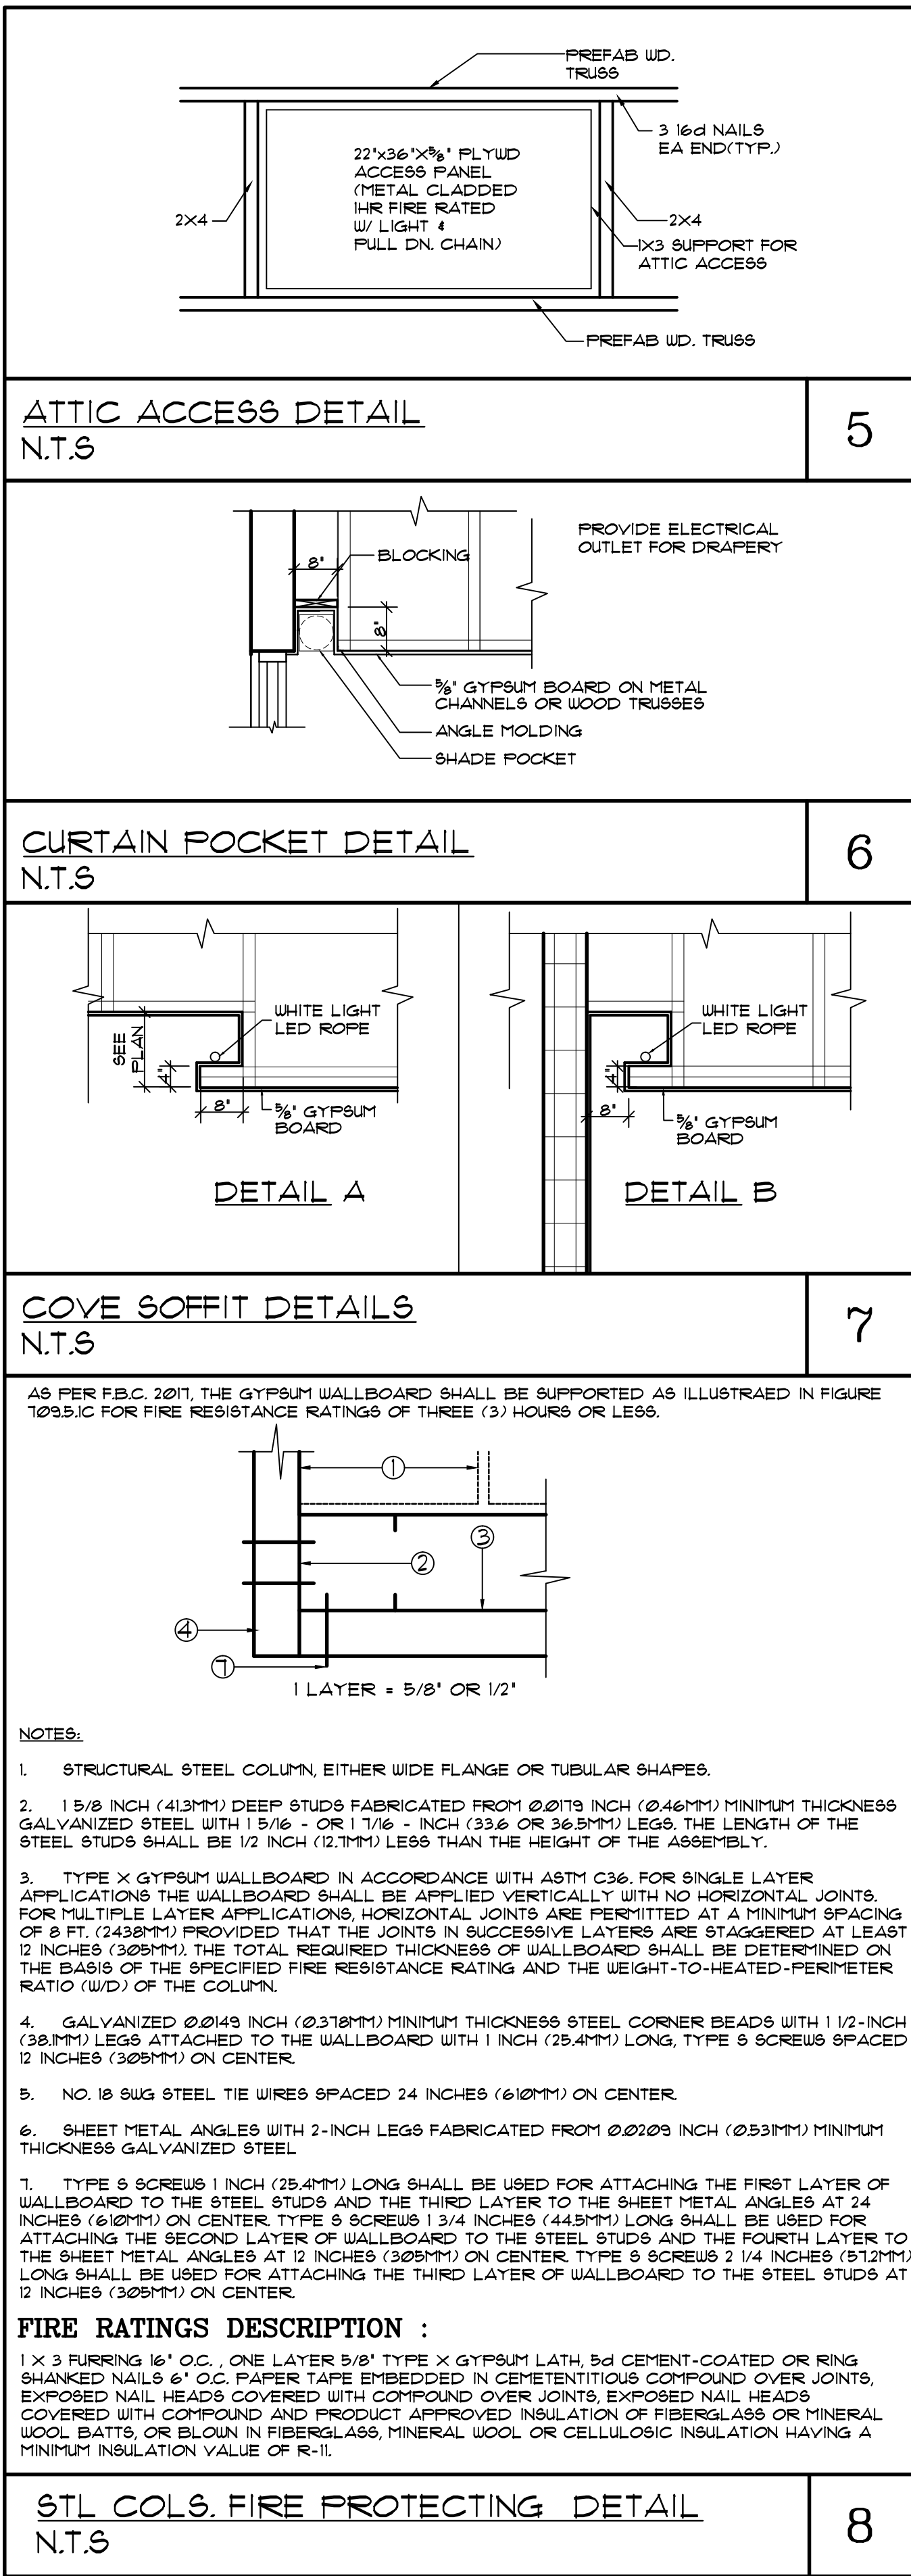 PREFAB WD.
TRUSS
3 16d NAILS
EA END(TYP.)
22"x36"X5/8" PLYWD
ACCESS PANEL
(METAL CLADDED
1HR FIRE RATED
W/ LIGHT &
PULL DN. CHAIN)
2X4
2X4
1X3 SUPPORT FOR
ATTIC ACCESS
PREFAB WD. TRUSS
ATTIC ACCESS DETAIL
N.T.S
5
PROVIDE ELECTRICAL
OUTLET FOR DRAPERY
BLOCKING
8"
8"
5/8" GYPSUM BOARD ON METAL
CHANNELS OR WOOD TRUSSES
ANGLE MOLDING
SHADE POCKET
CURTAIN POCKET DETAIL
N.T.S
6
WHITE LIGHT
LED ROPE
SEE
PLAN
4"
8"
5/8" GYPSUM
BOARD
DETAIL A
WHITE LIGHT
LED ROPE
4"
8"
5/8" GYPSUM
BOARD
DETAIL B
COVE SOFFIT DETAILS
N.T.S
7
AS PER F.B.C. 2017, THE GYPSUM WALLBOARD SHALL BE SUPPORTED AS ILLUSTRAED IN FIGURE
709.5.1C FOR FIRE RESISTANCE RATINGS OF THREE (3) HOURS OR LESS.
1
3
2
4
7
1 LAYER = 5/8" OR 1/2"
NOTES:
1. STRUCTURAL STEEL COLUMN, EITHER WIDE FLANGE OR TUBULAR SHAPES.
2. 1 5/8 INCH (41.3MM) DEEP STUDS FABRICATED FROM 0.0179 INCH (0.46MM) MINIMUM THICKNESS
GALVANIZED STEEL WITH 1 5/16 - OR 1 7/16 - INCH (33.6 OR 36.5MM) LEGS. THE LENGTH OF THE
STEEL STUDS SHALL BE 1/2 INCH (12.7MM) LESS THAN THE HEIGHT OF THE ASSEMBLY.
3. TYPE X GYPSUM WALLBOARD IN ACCORDANCE WITH ASTM C36. FOR SINGLE LAYER
APPLICATIONS THE WALLBOARD SHALL BE APPLIED VERTICALLY WITH NO HORIZONTAL JOINTS.
FOR MULTIPLE LAYER APPLICATIONS, HORIZONTAL JOINTS ARE PERMITTED AT A MINIMUM SPACING
OF 8 FT. (2438MM) PROVIDED THAT THE JOINTS IN SUCCESSIVE LAYERS ARE STAGGERED AT LEAST
12 INCHES (305MM). THE TOTAL REQUIRED THICKNESS OF WALLBOARD SHALL BE DETERMINED ON
THE BASIS OF THE SPECIFIED FIRE RESISTANCE RATING AND THE WEIGHT-TO-HEATED-PERIMETER
RATIO (W/D) OF THE COLUMN.
4. GALVANIZED 0.0149 INCH (0.378MM) MINIMUM THICKNESS STEEL CORNER BEADS WITH 1 1/2-INCH
(38.1MM) LEGS ATTACHED TO THE WALLBOARD WITH 1 INCH (25.4MM) LONG, TYPE S SCREWS SPACED
12 INCHES (305MM) ON CENTER.
5. NO. 18 SWG STEEL TIE WIRES SPACED 24 INCHES (610MM) ON CENTER.
6. SHEET METAL ANGLES WITH 2-INCH LEGS FABRICATED FROM 0.0209 INCH (0.531MM) MINIMUM
THICKNESS GALVANIZED STEEL
7. TYPE S SCREWS 1 INCH (25.4MM) LONG SHALL BE USED FOR ATTACHING THE FIRST LAYER OF
WALLBOARD TO THE STEEL STUDS AND THE THIRD LAYER TO THE SHEET METAL ANGLES AT 24
INCHES (610MM) ON CENTER. TYPE S SCREWS 1 3/4 INCHES (44.5MM) LONG SHALL BE USED FOR
ATTACHING THE SECOND LAYER OF WALLBOARD TO THE STEEL STUDS AND THE FOURTH LAYER TO
THE SHEET METAL ANGLES AT 12 INCHES (305MM) ON CENTER. TYPE S SCREWS 2 1/4 INCHES (57.2MM)
LONG SHALL BE USED FOR ATTACHING THE THIRD LAYER OF WALLBOARD TO THE STEEL STUDS AT
12 INCHES (305MM) ON CENTER.
FIRE RATINGS DESCRIPTION :
1 X 3 FURRING 16" O.C. , ONE LAYER 5/8" TYPE X GYPSUM LATH, 5d CEMENT-COATED OR RING
SHANKED NAILS 6" O.C. PAPER TAPE EMBEDDED IN CEMETENTITIOUS COMPOUND OVER JOINTS,
EXPOSED NAIL HEADS COVERED WITH COMPOUND OVER JOINTS, EXPOSED NAIL HEADS
COVERED WITH COMPOUND AND PRODUCT APPROVED INSULATION OF FIBERGLASS OR MINERAL
WOOL BATTS, OR BLOWN IN FIBERGLASS, MINERAL WOOL OR CELLULOSIC INSULATION HAVING A
MINIMUM INSULATION VALUE OF R-11.
STL COLS. FIRE PROTECTING DETAIL
N.T.S
8